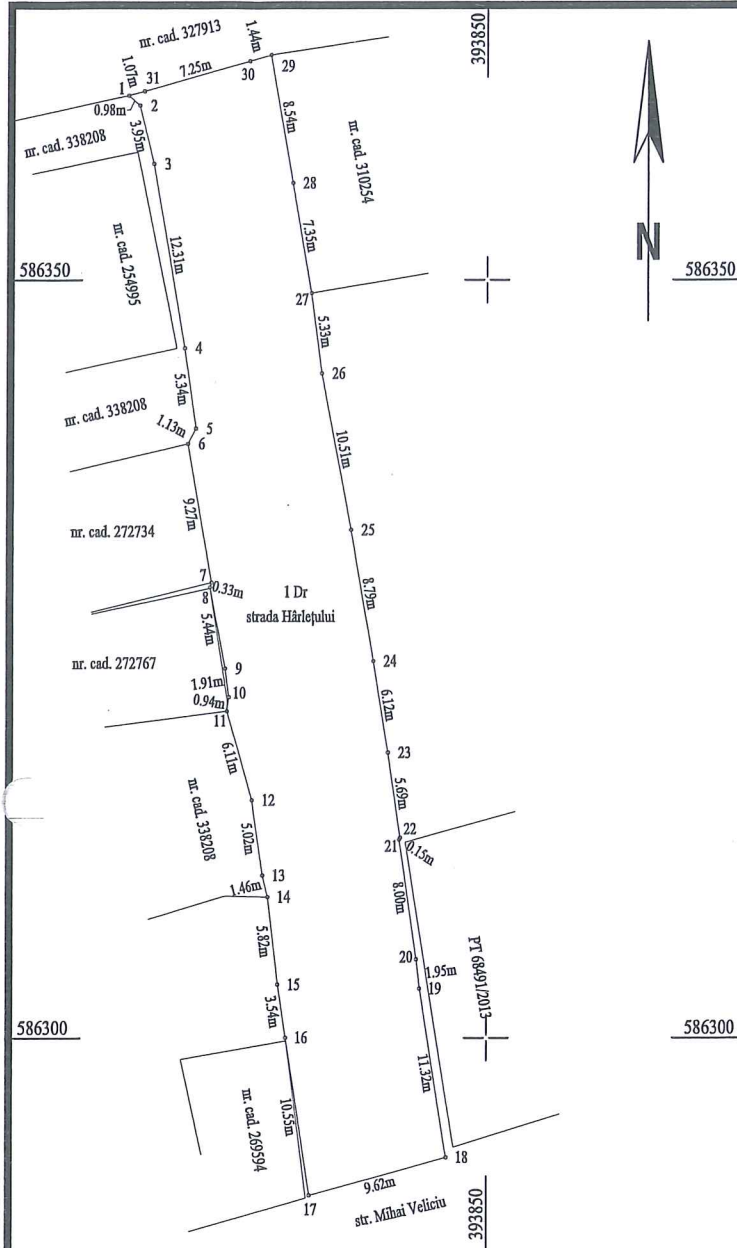 nr. cad. 327913
1.44m
393850
1.07m
31
7.25m
30
29
1
0.98m
2
3.95m
nr. cad. 338208
3
8.54m
nr. cad. 310254
28
N
12.31m
7.35m
nr. cad. 254995
586350
586350
27
5.33m
4
26
5.34m
nr. cad. 338208
1.13m
5
6
10.51m
9.27m
nr. cad. 272734
25
7
0.33m
8
1 Dr
strada Hârlețului
8.79m
5.44m
nr. cad. 272767
9
24
1.91m
10
0.94m
11
6.12m
6.11m
23
nr. cad. 338208
12
5.69m
5.02m
22
21
0.15m
13
1.46m
14
8.00m
5.82m
20
1.95m
PT 68491/2013
15
19
3.54m
586300
16
586300
11.32m
10.55m
nr. cad. 269594
18
9.62m
17
str. Mihai Veliciu
393850